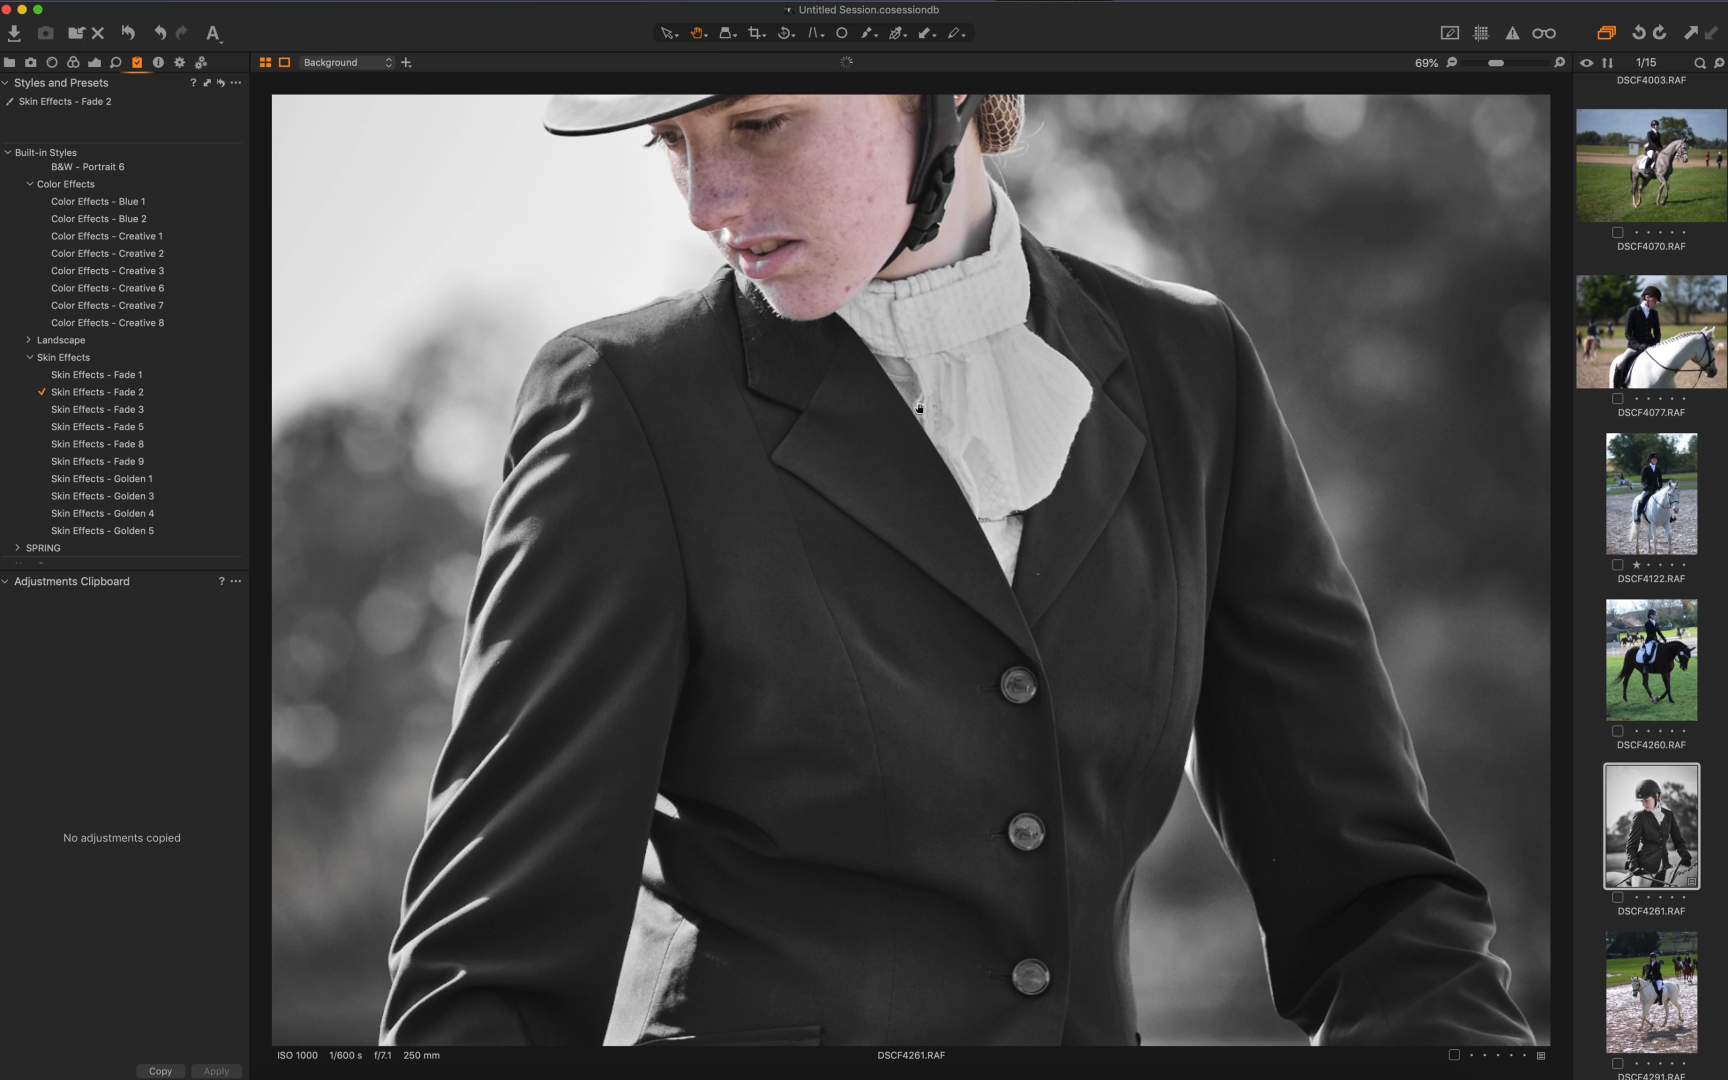 Untitled Session.cosessiondb
A
Background
69%
1/15
Styles and Presets
? 
Skin Effects - Fade 2
Built-in Styles
B&W - Portrait 6
Color Effects
Color Effects - Blue 1
Color Effects - Blue 2
Color Effects - Creative 1
Color Effects - Creative 2
Color Effects - Creative 3
Color Effects - Creative 6
Color Effects - Creative 7
Color Effects - Creative 8
Landscape
Skin Effects
Skin Effects - Fade 1
Skin Effects - Fade 2
Skin Effects - Fade 3
Skin Effects - Fade 5
Skin Effects - Fade 8
Skin Effects - Fade 9
Skin Effects - Golden 1
Skin Effects - Golden 3
Skin Effects - Golden 4
Skin Effects - Golden 5
SPRING
Adjustments Clipboard
?
No adjustments copied
Copy Apply
ISO 1000 1/600 s f/7.1 250 mm
DSCF4261.RAF
DSCF4003.RAF
DSCF4070.RAF
DSCF4077.RAF
DSCF4122.RAF
DSCF4260.RAF
DSCF4261.RAF
DSCF4291.RAF